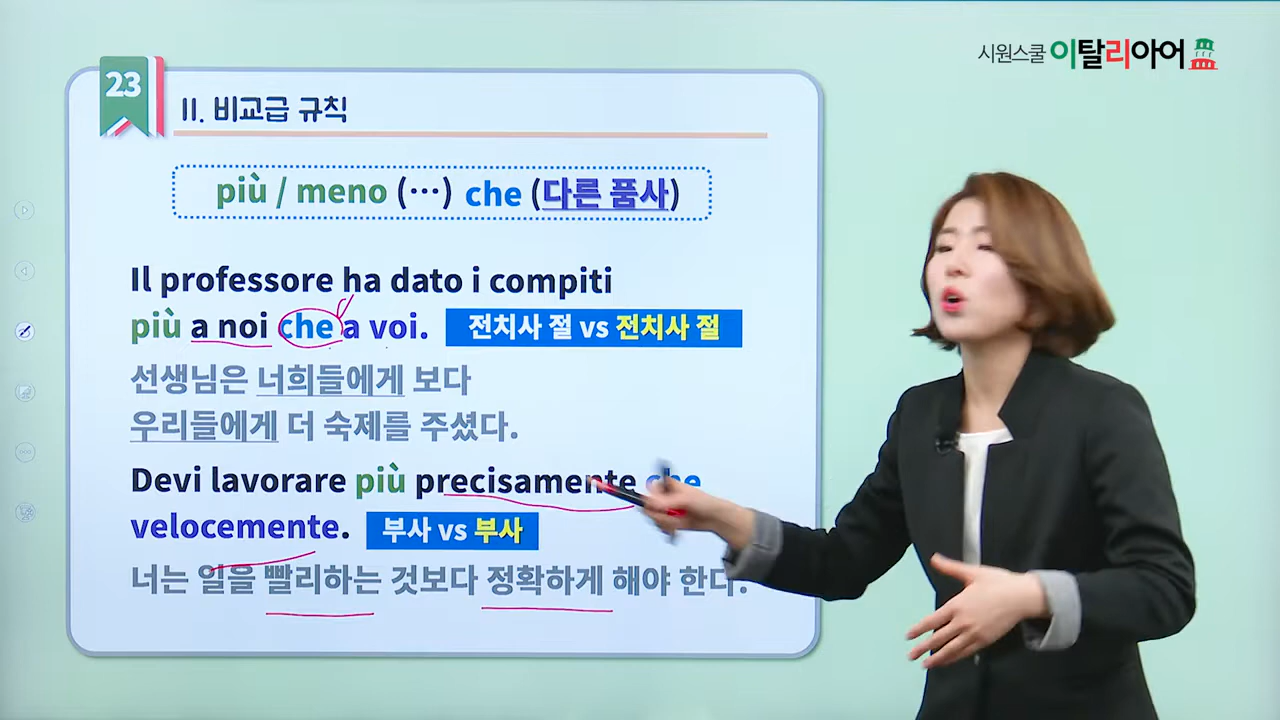 시원스쿨 이탈리아어
23
II. 비교급 규칙
più / meno (…) che (다른 품사)
Il professore ha dato i compiti
più a noi che a voi. 전치사 절 vs 전치사 절
선생님은 너희들에게 보다
우리들에게 더 숙제를 주셨다.
Devi lavorare più precisamente che
velocemente. 부사 vs 부사
너는 일을 빨리하는 것보다 정확하게 해야 한다.